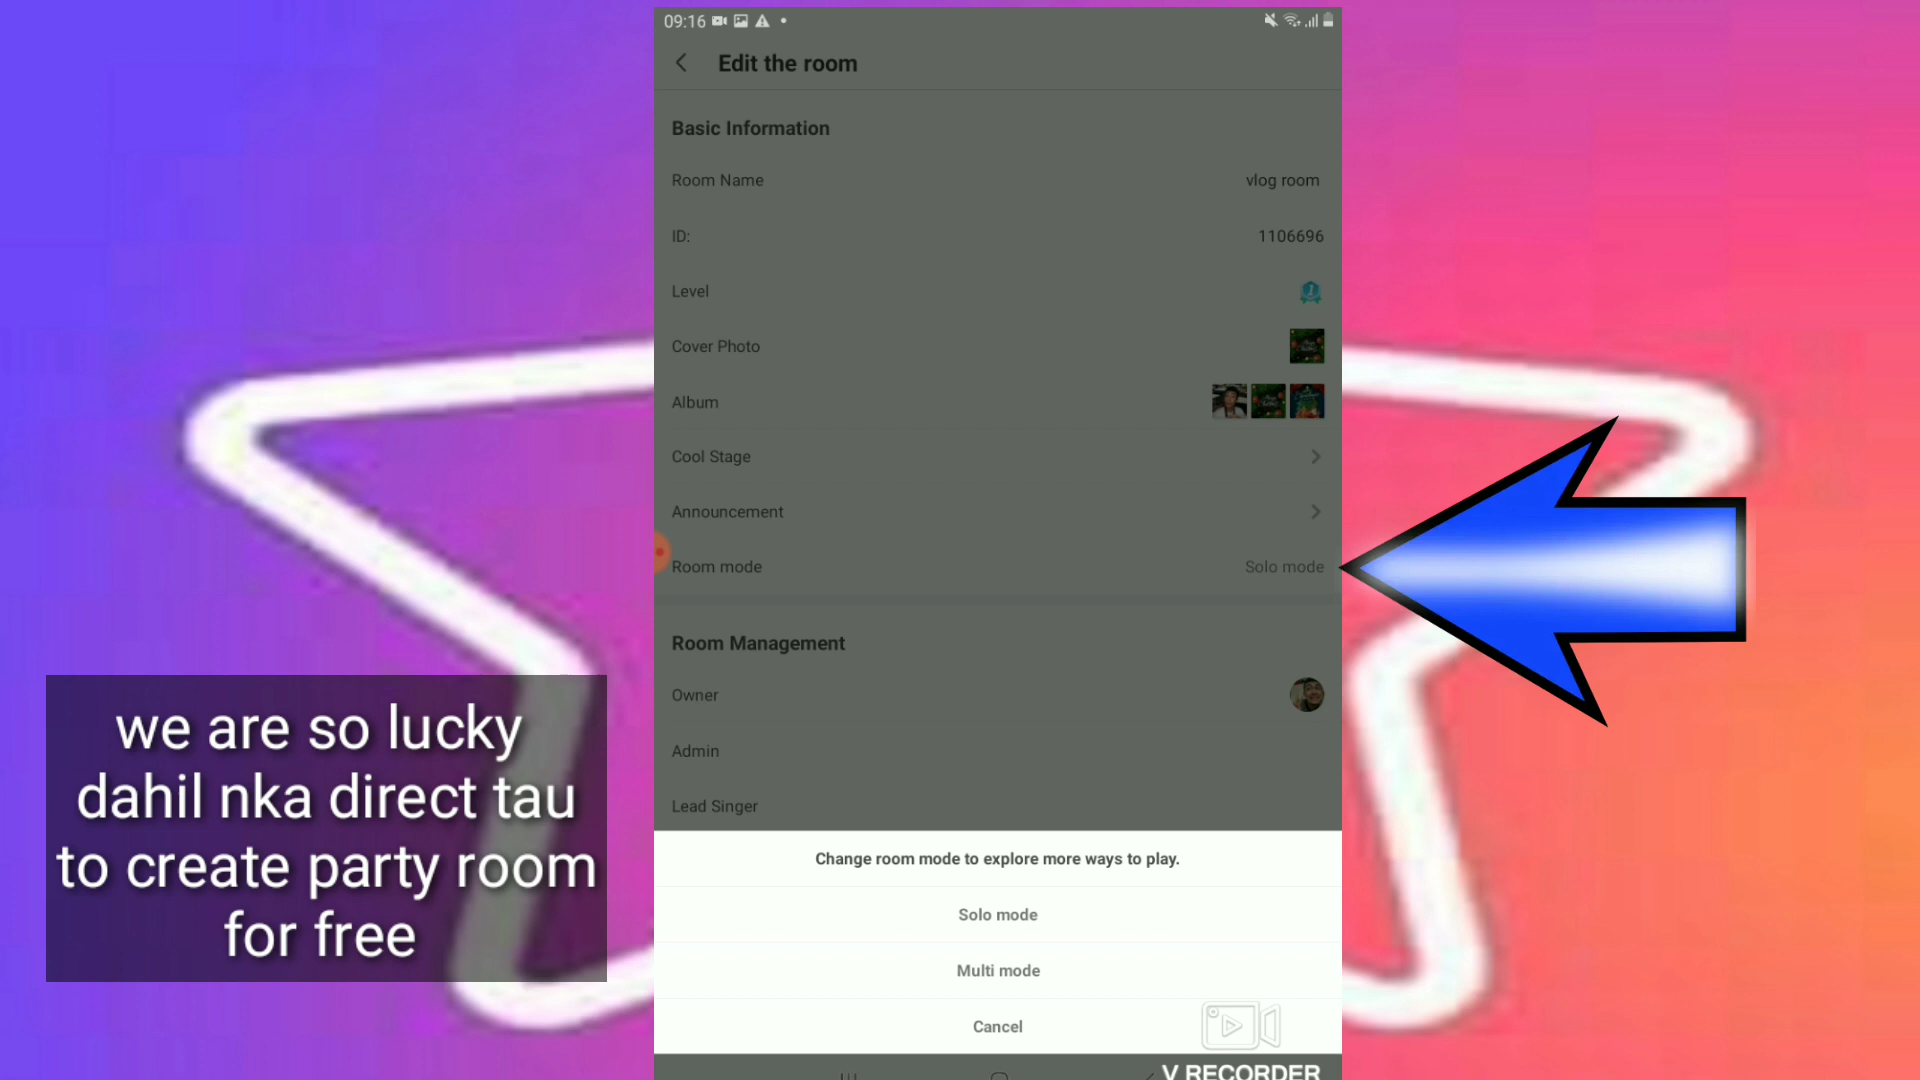 09:16
Edit the room
Basic Information
Room Name vlog room
ID: 1106696
Level 1
Cover Photo
Album
Cool Stage
Announcement
Room mode Solo mode
Room Management
Owner
Admin
Lead Singer
Change room mode to explore more ways to play.
Solo mode
Multi mode
Cancel
V RECORDER
we are so lucky
dahil nka direct tau
to create party room
for free